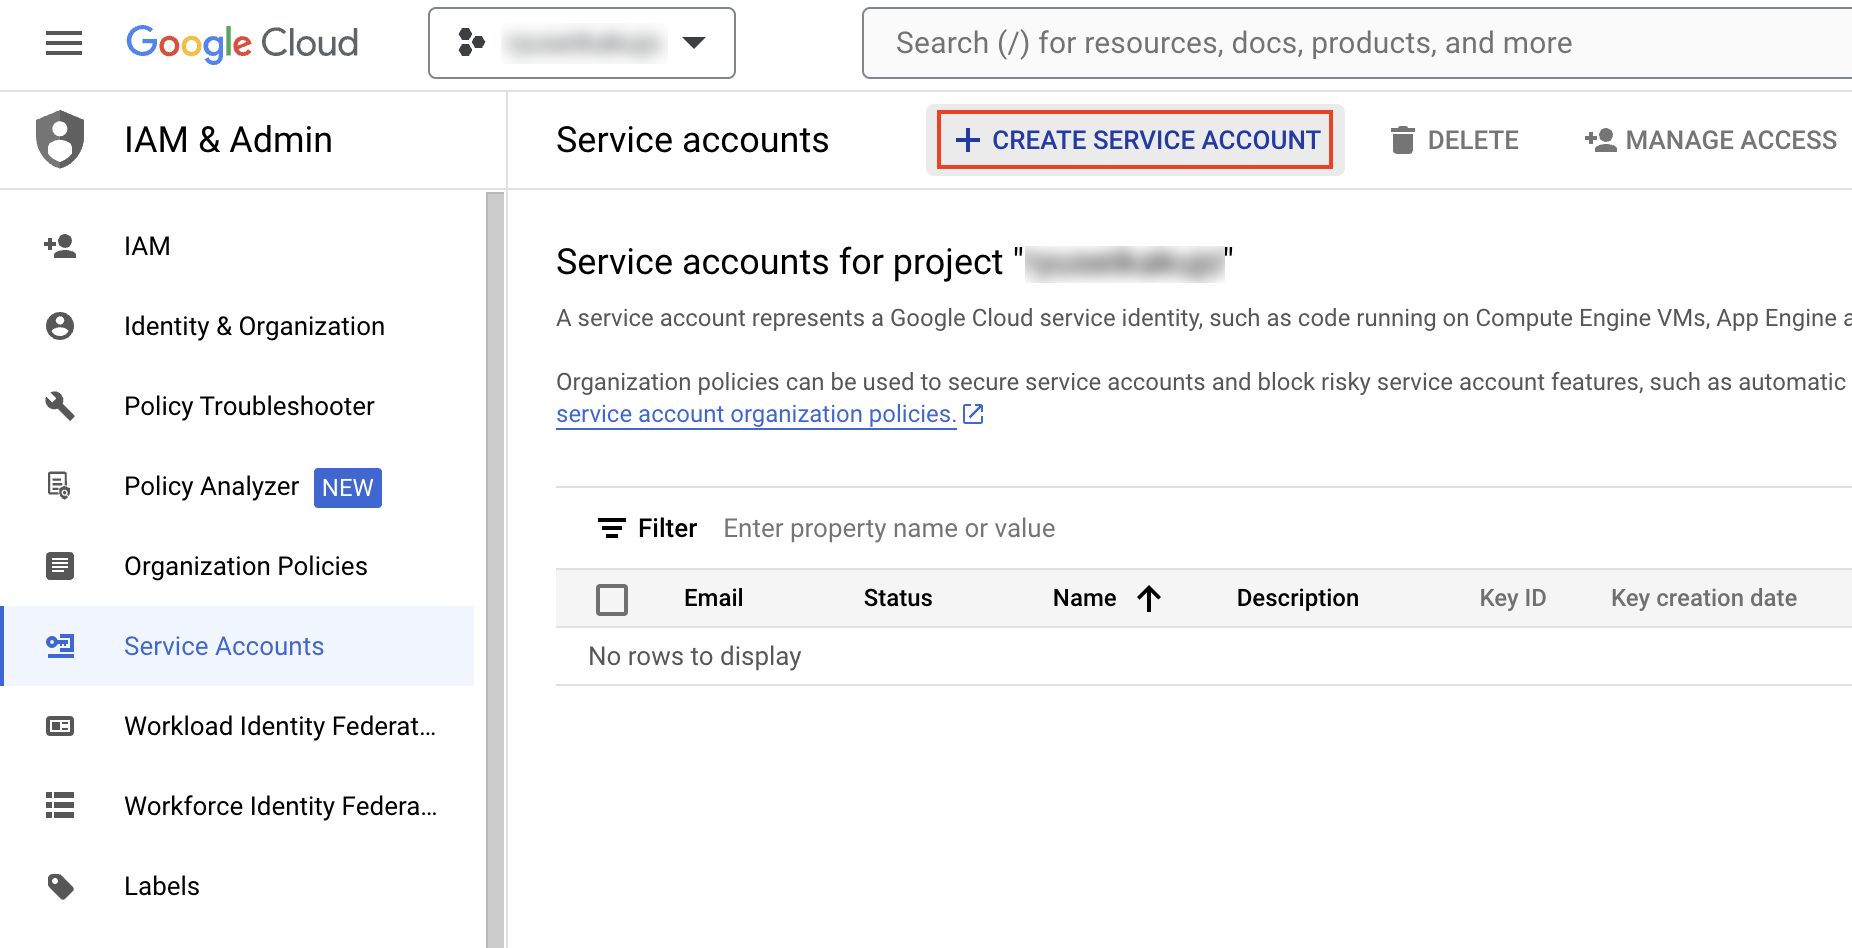 Google Cloud
Search (/) for resources, docs, products, and more
IAM & Admin
Service accounts
CREATE SERVICE ACCOUNT
DELETE
MANAGE ACCESS
IAM
Identity & Organization
Policy Troubleshooter
Policy Analyzer NEW
Organization Policies
Service Accounts
Workload Identity Federat...
Workforce Identity Federa...
Labels
Service accounts for project " "
A service account represents a Google Cloud service identity, such as code running on Compute Engine VMs, App Engine
Organization policies can be used to secure service accounts and block risky service account features, such as automatic
service account organization policies.
Filter Enter property name or value
Email Status Name Description Key ID Key creation date
No rows to display